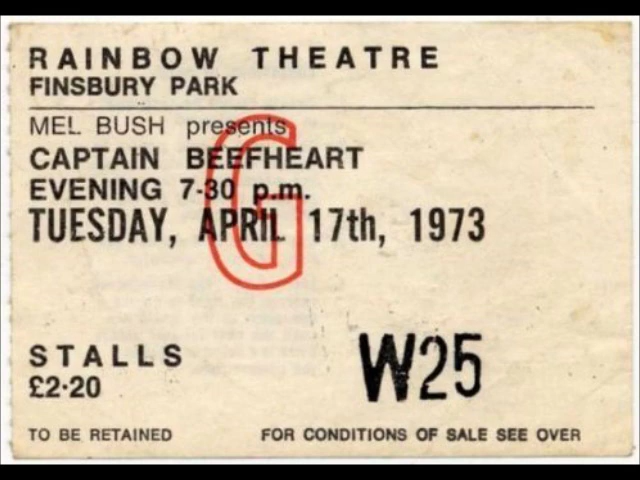 RAINBOW THEATRE
FINSBURY PARK
MEL BUSH presents
CAPTAIN BEEFHEART
EVENING 7-30 p.m.
TUESDAY, APRIL 17th, 1973
G
STALLS
£2·20
W25
TO BE RETAINED FOR CONDITIONS OF SALE SEE OVER